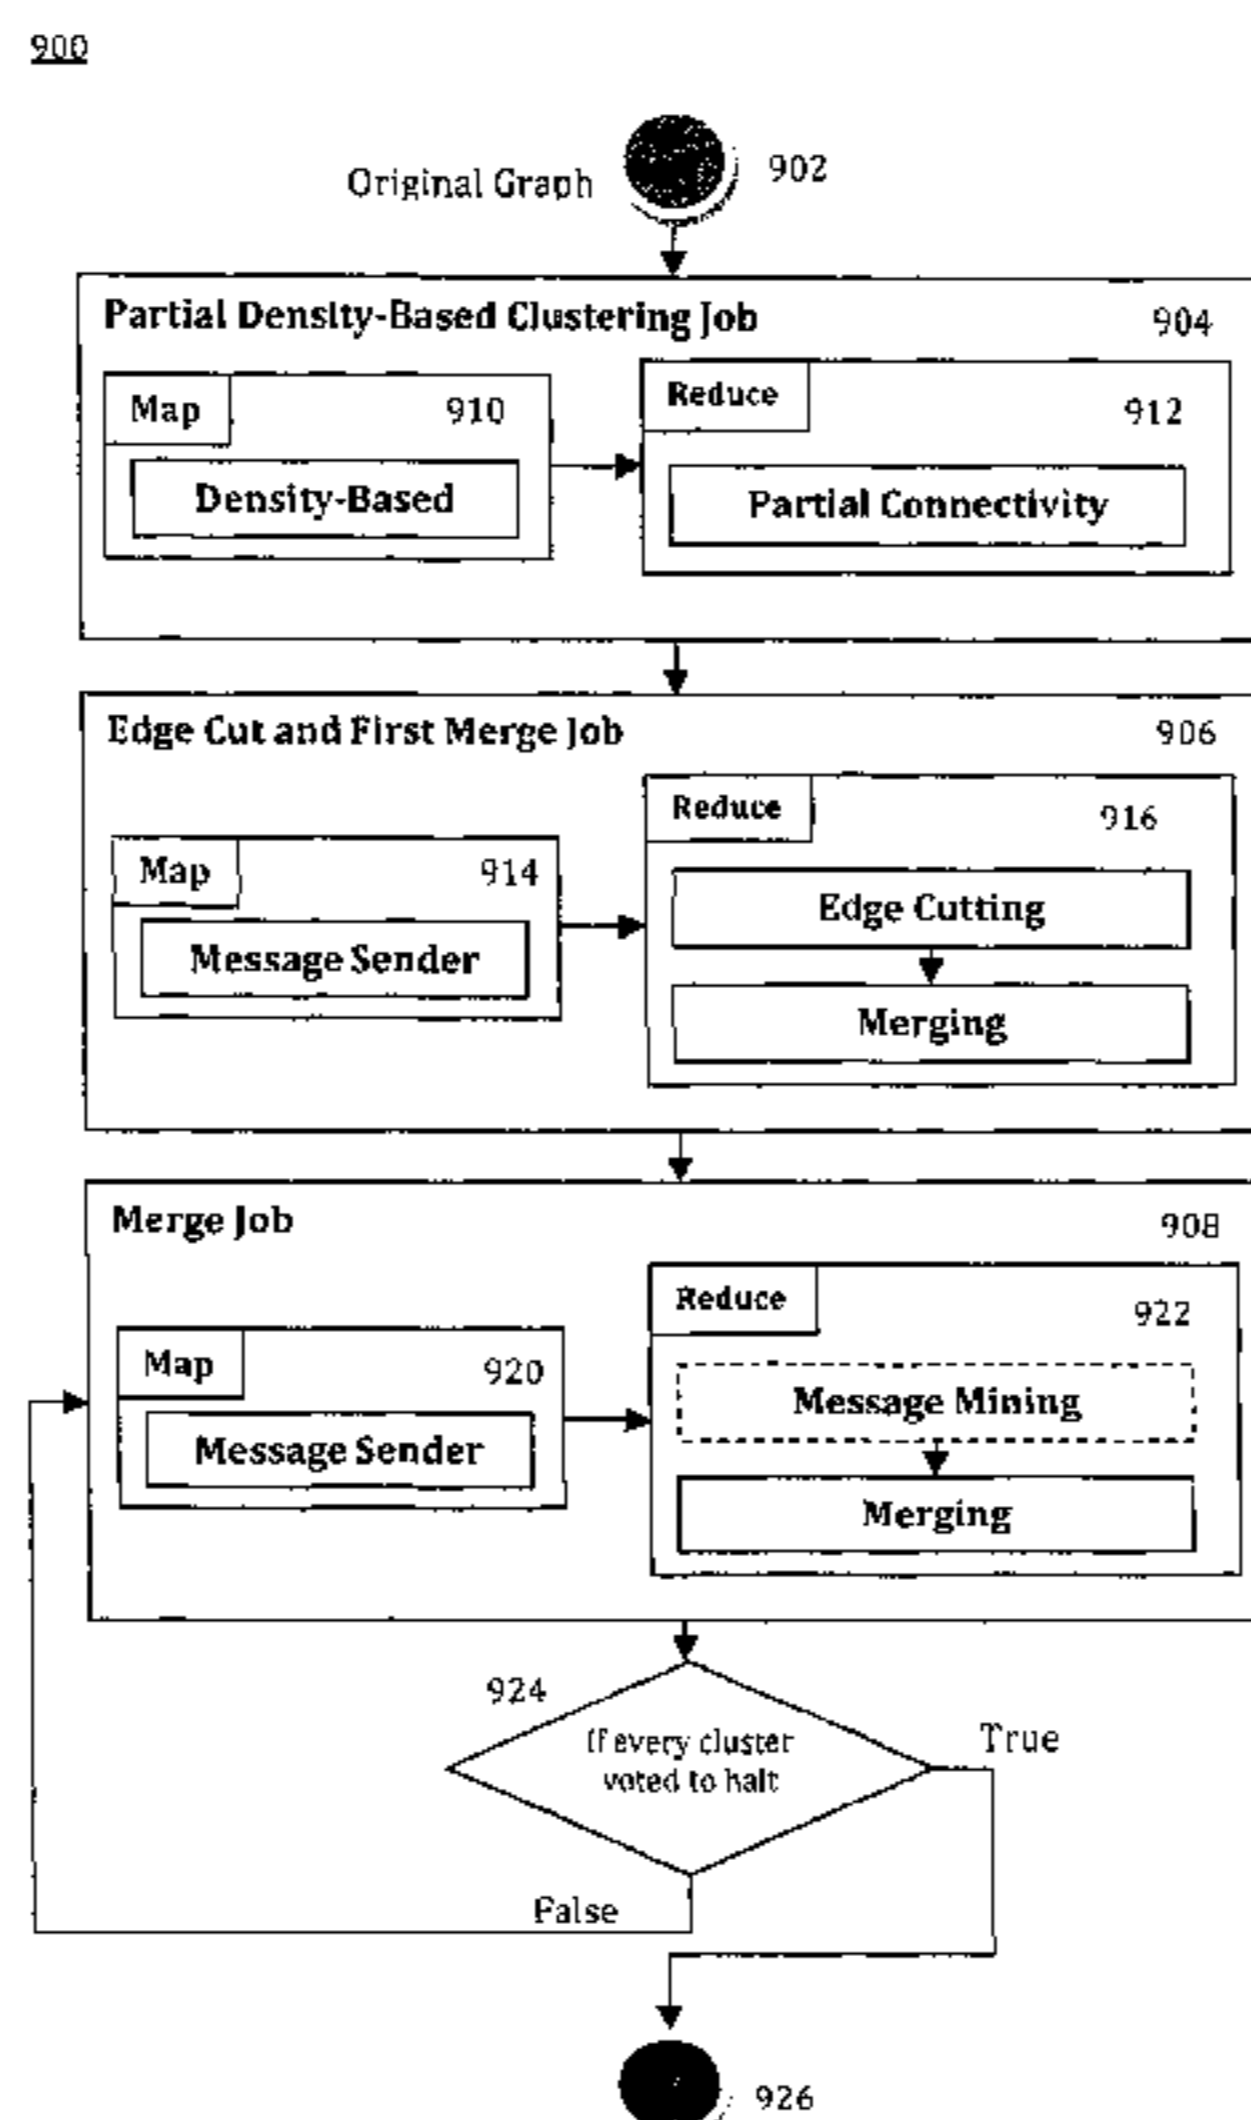 900
Original Graph 902
Partial Density-Based Clustering Job 904
Map 910
Density-Based
Reduce 912
Partial Connectivity
Edge Cut and First Merge Job 906
Map 914
Message Sender
Reduce 916
Edge Cutting
Merging
Merge Job 908
Map 920
Message Sender
Reduce 922
Message Mining
Merging
924
If every cluster
voted to halt
True
False
926